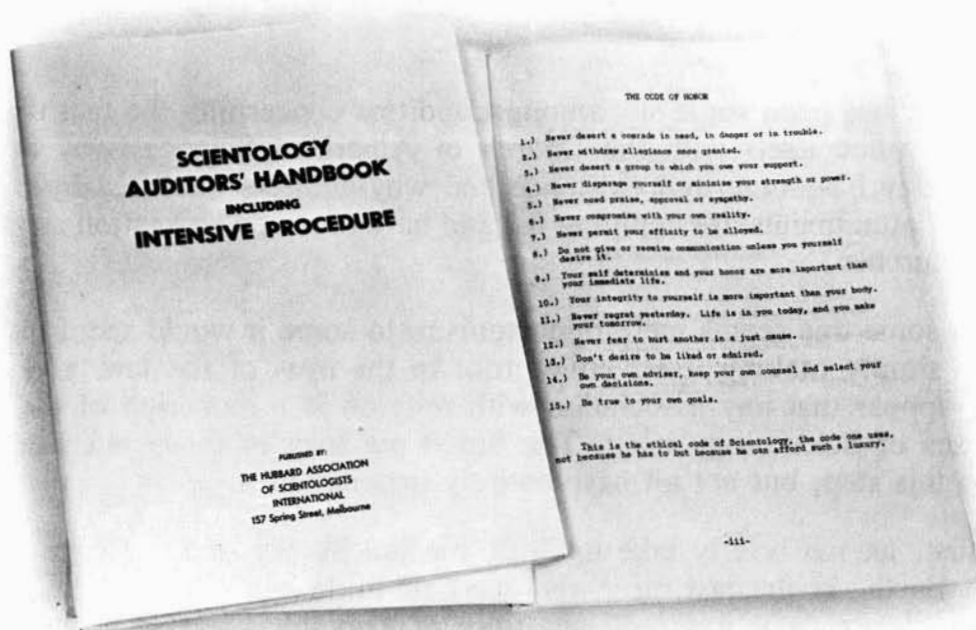 SCIENTOLOGY
AUDITORS' HANDBOOK
INCLUDING
INTENSIVE PROCEDURE
PUBLISHED BY:
THE HUBBARD ASSOCIATION
OF SCIENTOLOGISTS
INTERNATIONAL
157 Spring Street, Melbourne
THE CODE OF HONOR
1.) Never desert a comrade in need, in danger or in trouble.
2.) Never withdraw allegiance once granted.
3.) Never desert a group to which you owe your support.
4.) Never disparage yourself or minimise your strength or power.
5.) Never need praise, approval or sympathy.
6.) Never compromise with your own reality.
7.) Never permit your affinity to be alloyed.
8.) Do not give or receive communication unless you yourself
desire it.
9.) Your self determinism and your honor are more important than
your immediate life.
10.) Your integrity to yourself is more important than your body.
11.) Never regret yesterday. Life is in you today, and you make
your tomorrow.
12.) Never fear to hurt another in a just cause.
13.) Don't desire to be liked or admired.
14.) Be your own adviser, keep your own counsel and select your
own decisions.
15.) Be true to your own goals.
This is the ethical code of Scientology, the code one uses,
not because he has to but because he can afford such a luxury.
-iii-